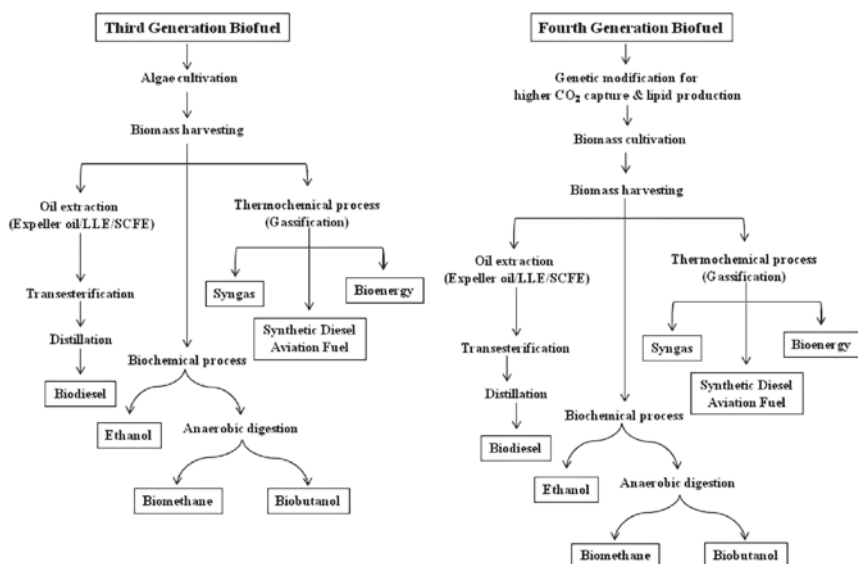 Third Generation Biofuel
Algae cultivation
Biomass harvesting
Oil extraction
(Expeller oil/LLE/SCFE)
Thermochemical process
(Gassification)
Syngas
Bioenergy
Synthetic Diesel
Aviation Fuel
Transesterification
Distillation
Biodiesel
Biochemical process
Ethanol
Anaerobic digestion
Biomethane
Biobutanol
Fourth Generation Biofuel
Genetic modification for
higher CO₂ capture & lipid production
Biomass cultivation
Biomass harvesting
Oil extraction
(Expeller oil/LLE/SCFE)
Thermochemical process
(Gassification)
Syngas
Bioenergy
Synthetic Diesel
Aviation Fuel
Transesterification
Distillation
Biodiesel
Biochemical process
Ethanol
Anaerobic digestion
Biomethane
Biobutanol